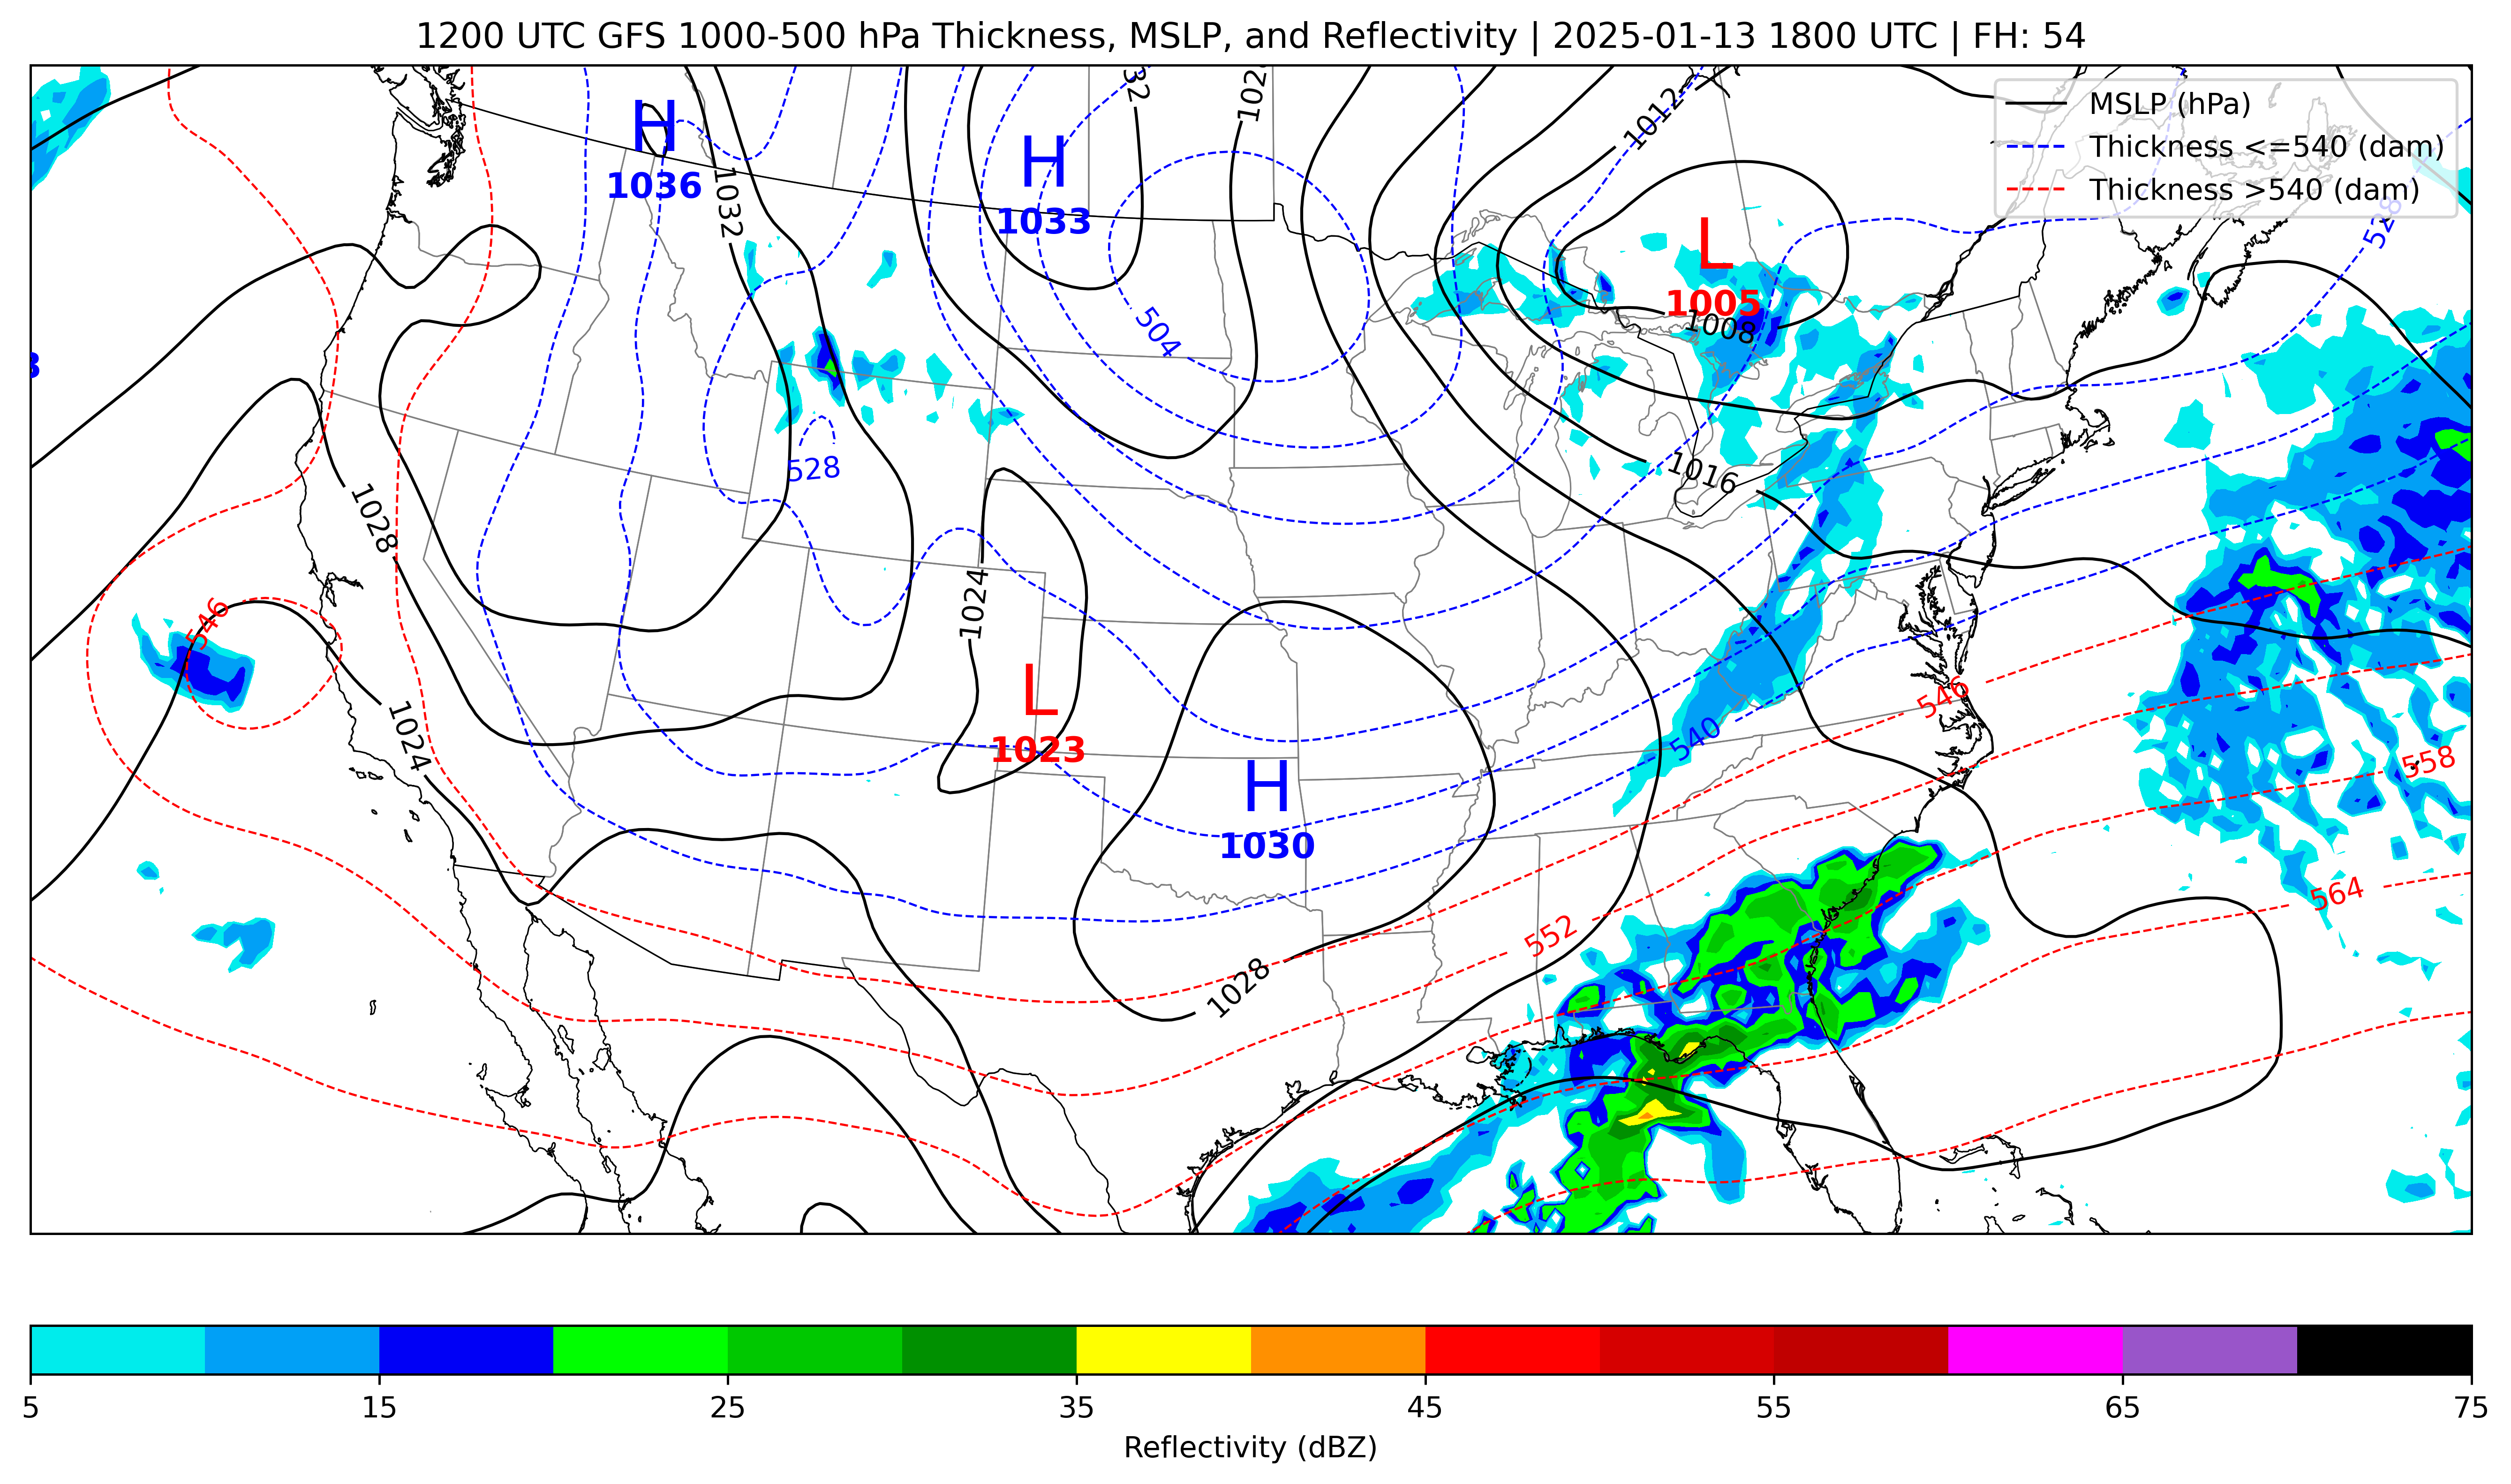 1200 UTC GFS 1000-500 hPa Thickness, MSLP, and Reflectivity | 2025-01-13 1800 UTC | FH: 54
MSLP (hPa)
Thickness <=540 (dam)
Thickness >540 (dam)
H
1036
H
1033
L
1005
1032
1012
1008
528
504
528
1016
1028
1024
546
1024
L
1023
H
1030
540
546
558
552
564
1028
5 15 25 35 45 55 65 75
Reflectivity (dBZ)